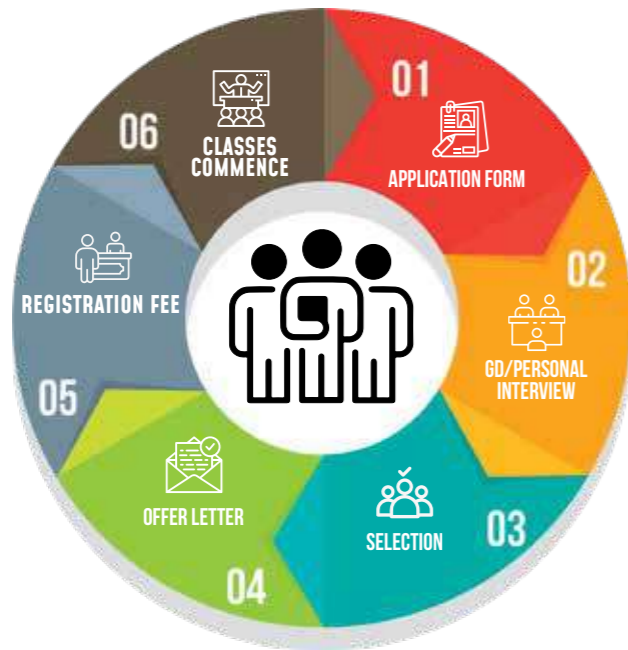 01
APPLICATION FORM
02
GD/PERSONAL
INTERVIEW
03
SELECTION
04
OFFER LETTER
05
REGISTRATION FEE
06
CLASSES
COMMENCE